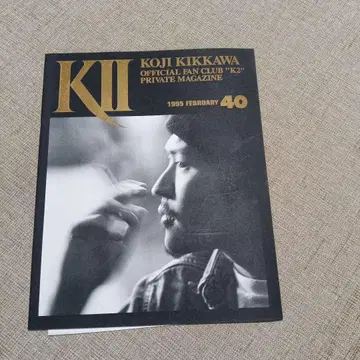 KII
KOJI KIKKAWA
OFFICIAL FAN CLUB "K2"
PRIVATE MAGAZINE
1995 FEBRUARY 40